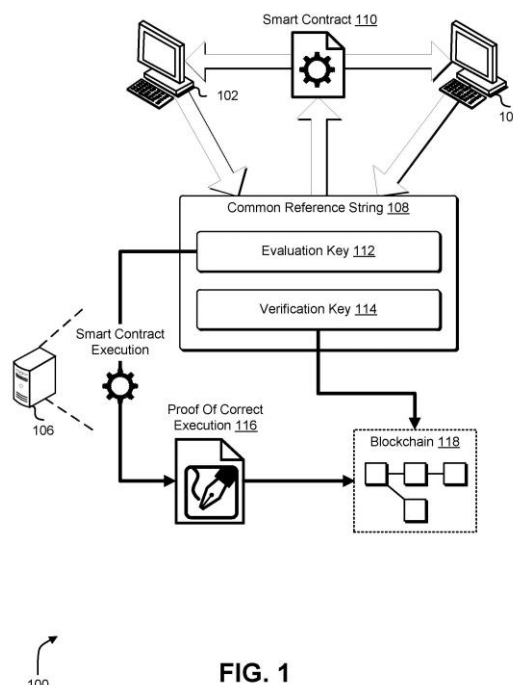 Smart Contract 110
102
10
Common Reference String 108
Evaluation Key 112
Verification Key 114
Smart Contract
Execution
106
Proof Of Correct
Execution 116
Blockchain 118
100
FIG. 1